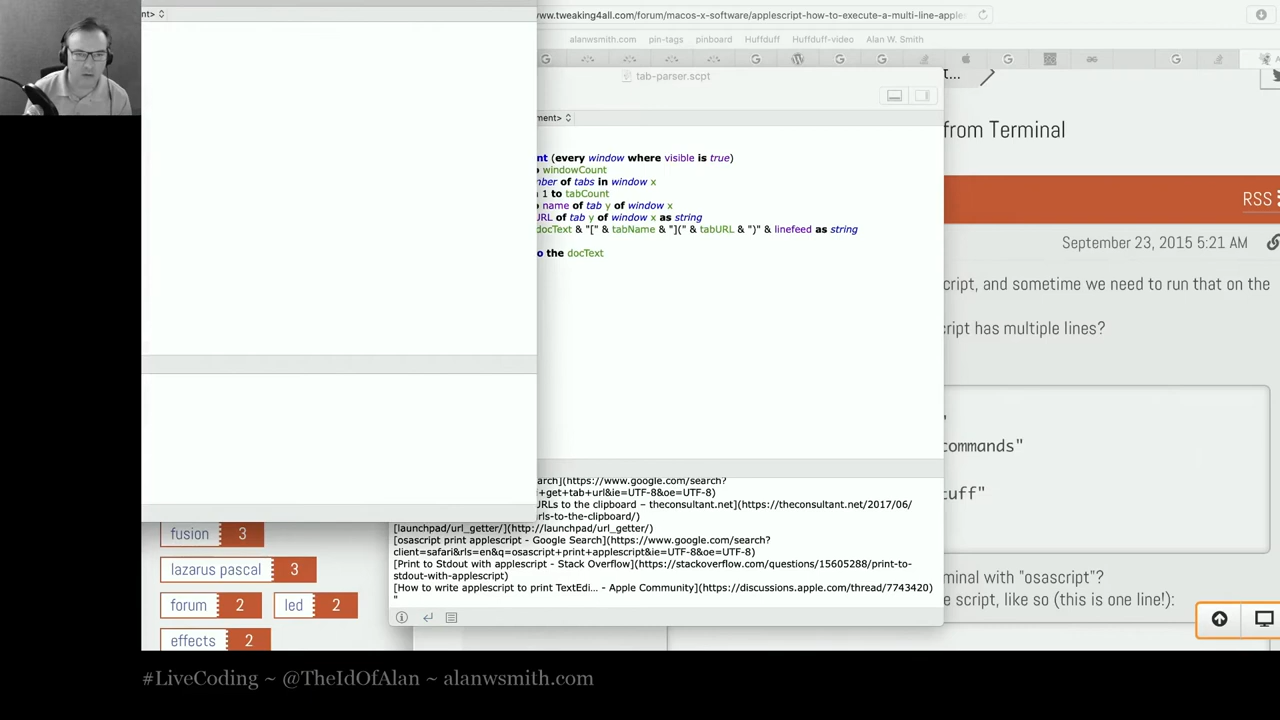 ent>
www.tweaking4all.com/forum/macos-x-software/applescript-how-to-execute-a-multi-line-apples
alanwsmith.com pin-tags pinboard Huffduff Huffduff-video Alan W. Smith
tab-parser.scpt
t...
ment>
from Terminal
nt (every window where visible is true)
o windowCount
mber of tabs in window x
n 1 to tabCount
o name of tab y of window x
URL of tab y of window x as string
docText & "[" & tabName & "](" & tabURL & ")" & linefeed as string
o the docText
RSS
September 23, 2015 5:21 AM
cript, and sometime we need to run that on the
ript has multiple lines?
commands"
tuff"
earch](https://www.google.com/search?
+get+tab+url&ie=UTF-8&oe=UTF-8)
URLs to the clipboard – theconsultant.net](https://theconsultant.net/2017/06/
rls-to-the-clipboard/)
[launchpad/url_getter/](http://launchpad/url_getter/)
[osascript print applescript - Google Search](https://www.google.com/search?
client=safari&rls=en&q=osascript+print+applescript&ie=UTF-8&oe=UTF-8)
[Print to Stdout with applescript - Stack Overflow](https://stackoverflow.com/questions/15605288/print-to-
stdout-with-applescript)
[How to write applescript to print TextEdi... - Apple Community](https://discussions.apple.com/thread/7743420)
"
fusion 3
lazarus pascal 3
forum 2 led 2
effects 2
minal with "osascript"?
e script, like so (this is one line!):
#LiveCoding ~ @TheIdOfAlan ~ alanwsmith.com